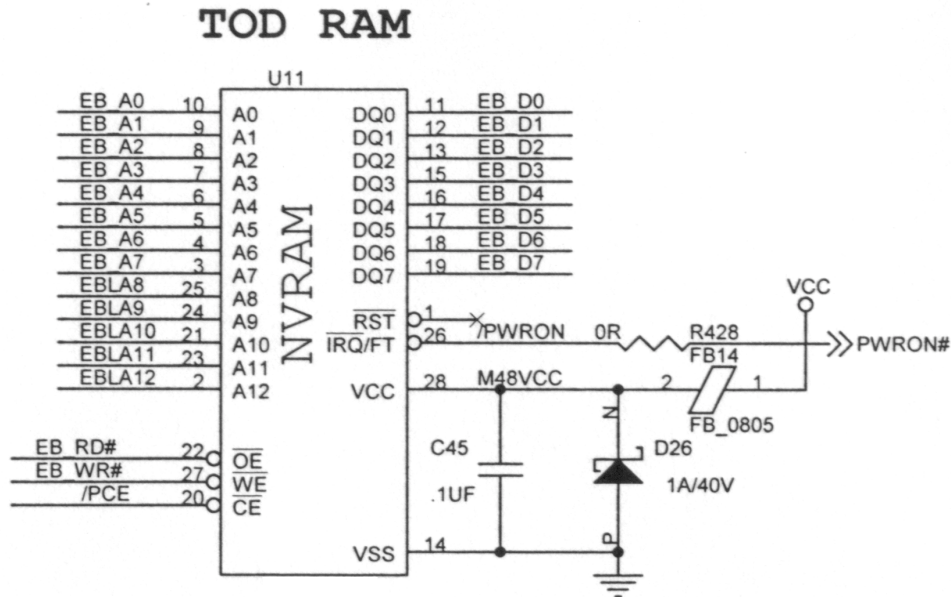 TOD RAM
U11
EB_A0 10 A0 DQ0 11 EB_D0
EB_A1 9 A1 DQ1 12 EB_D1
EB_A2 8 A2 DQ2 13 EB_D2
EB_A3 7 A3 DQ3 15 EB_D3
EB_A4 6 A4 DQ4 16 EB_D4
EB_A5 5 A5 DQ5 17 EB_D5
EB_A6 4 A6 DQ6 18 EB_D6
EB_A7 3 A7 DQ7 19 EB_D7
EBLA8 25 A8
EBLA9 24 A9 RST 1
EBLA10 21 A10 IRQ/FT 26 /PWRON 0R R428 PWRON#
EBLA11 23 A11
EBLA12 2 A12 VCC 28 M48VCC 2 1
NVRAM
VCC
FB14
FB_0805
EB_RD# 22 OE
EB_WR# 27 WE
/PCE 20 CE
C45
.1UF
N
D26
1A/40V
P
VSS 14